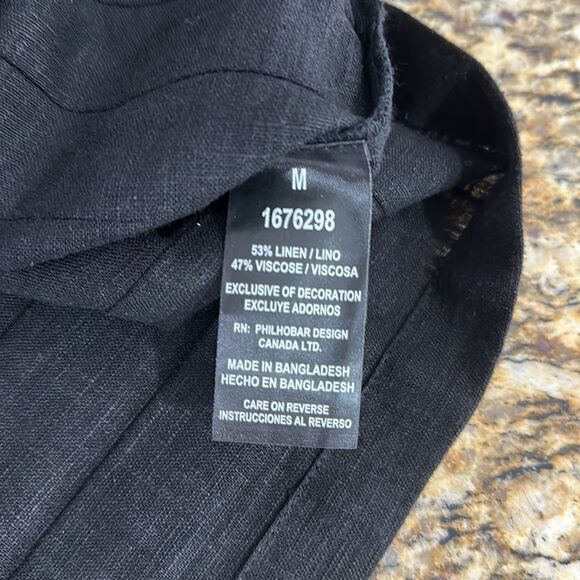 M
1676298
53% LINEN / LINO
47% VISCOSE / VISCOSA
EXCLUSIVE OF DECORATION
EXCLUYE ADORNOS
RN: PHILHOBAR DESIGN
CANADA LTD.
MADE IN BANGLADESH
HECHO EN BANGLADESH
CARE ON REVERSE
INSTRUCCIONES AL REVERSO